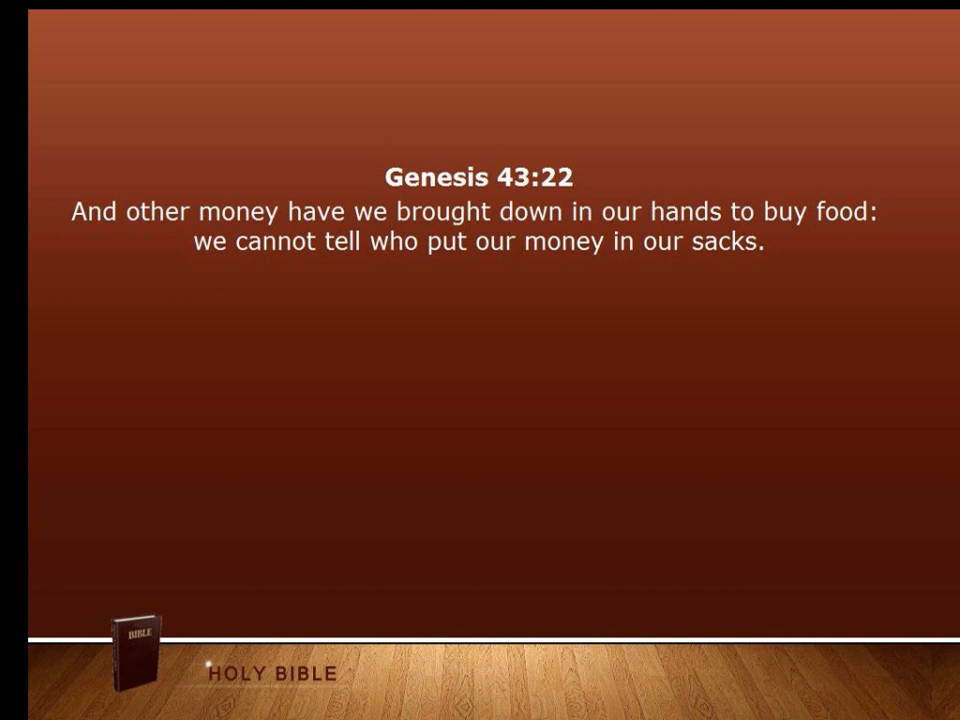 Genesis 43:22
And other money have we brought down in our hands to buy food:
we cannot tell who put our money in our sacks.
BIBLE
HOLY BIBLE